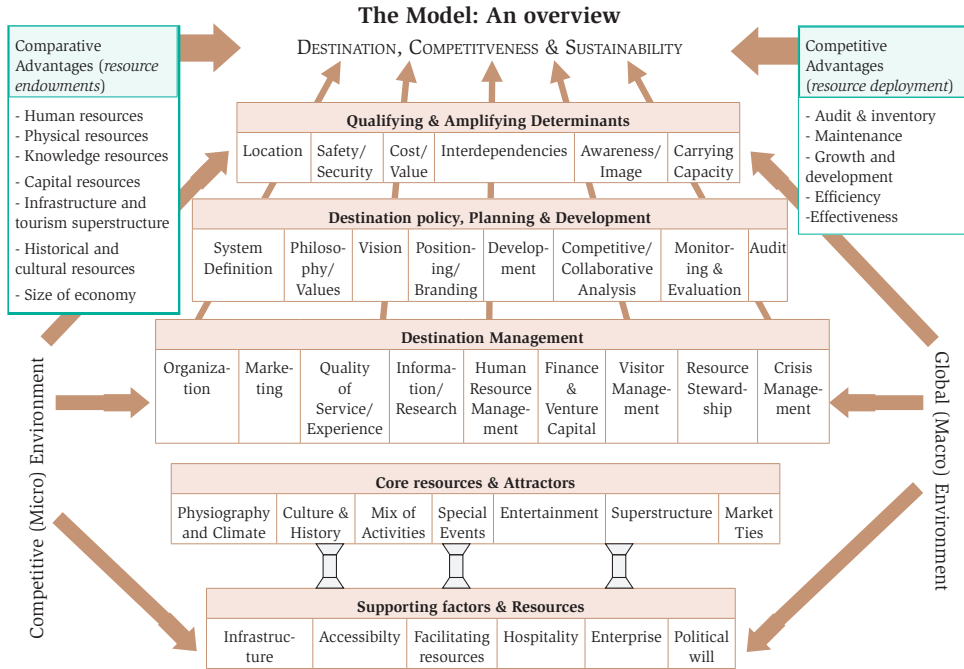 The Model: An overview
DESTINATION, COMPETITVENESS & SUSTAINABILITY
Comparative
Advantages (resource
endowments)
- Human resources
- Physical resources
- Knowledge resources
- Capital resources
- Infrastructure and
tourism superstructure
- Historical and
cultural resources
- Size of economy
Competitive
Advantages
(resource deployment)
- Audit & inventory
- Maintenance
- Growth and
development
- Efficiency
-Effectiveness
Qualifying & Amplifying Determinants
Location
Safety/
Security
Cost/
Value
Interdependencies
Awareness/
Image
Carrying
Capacity
Destination policy, Planning & Development
System
Definition
Philoso-
phy/
Values
Vision
Position-
ing/
Branding
Develop-
ment
Competitive/
Collaborative
Analysis
Monitor-
ing &
Evaluation
Audit
Destination Management
Organiza-
tion
Marke-
ting
Quality
of
Service/
Experience
Information/
Research
Human
Resource
Manage-
ment
Finance
&
Venture
Capital
Visitor
Manage-
ment
Resource
Steward-
ship
Crisis
Manage-
ment
Competitive (Micro) Environment
Global (Macro) Environment
Core resources & Attractors
Physiography
and Climate
Culture &
History
Mix of
Activities
Special
Events
Entertainment
Superstructure
Market
Ties
Supporting factors & Resources
Infrastruc-
ture
Accessibilty
Facilitating
resources
Hospitality
Enterprise
Political
will